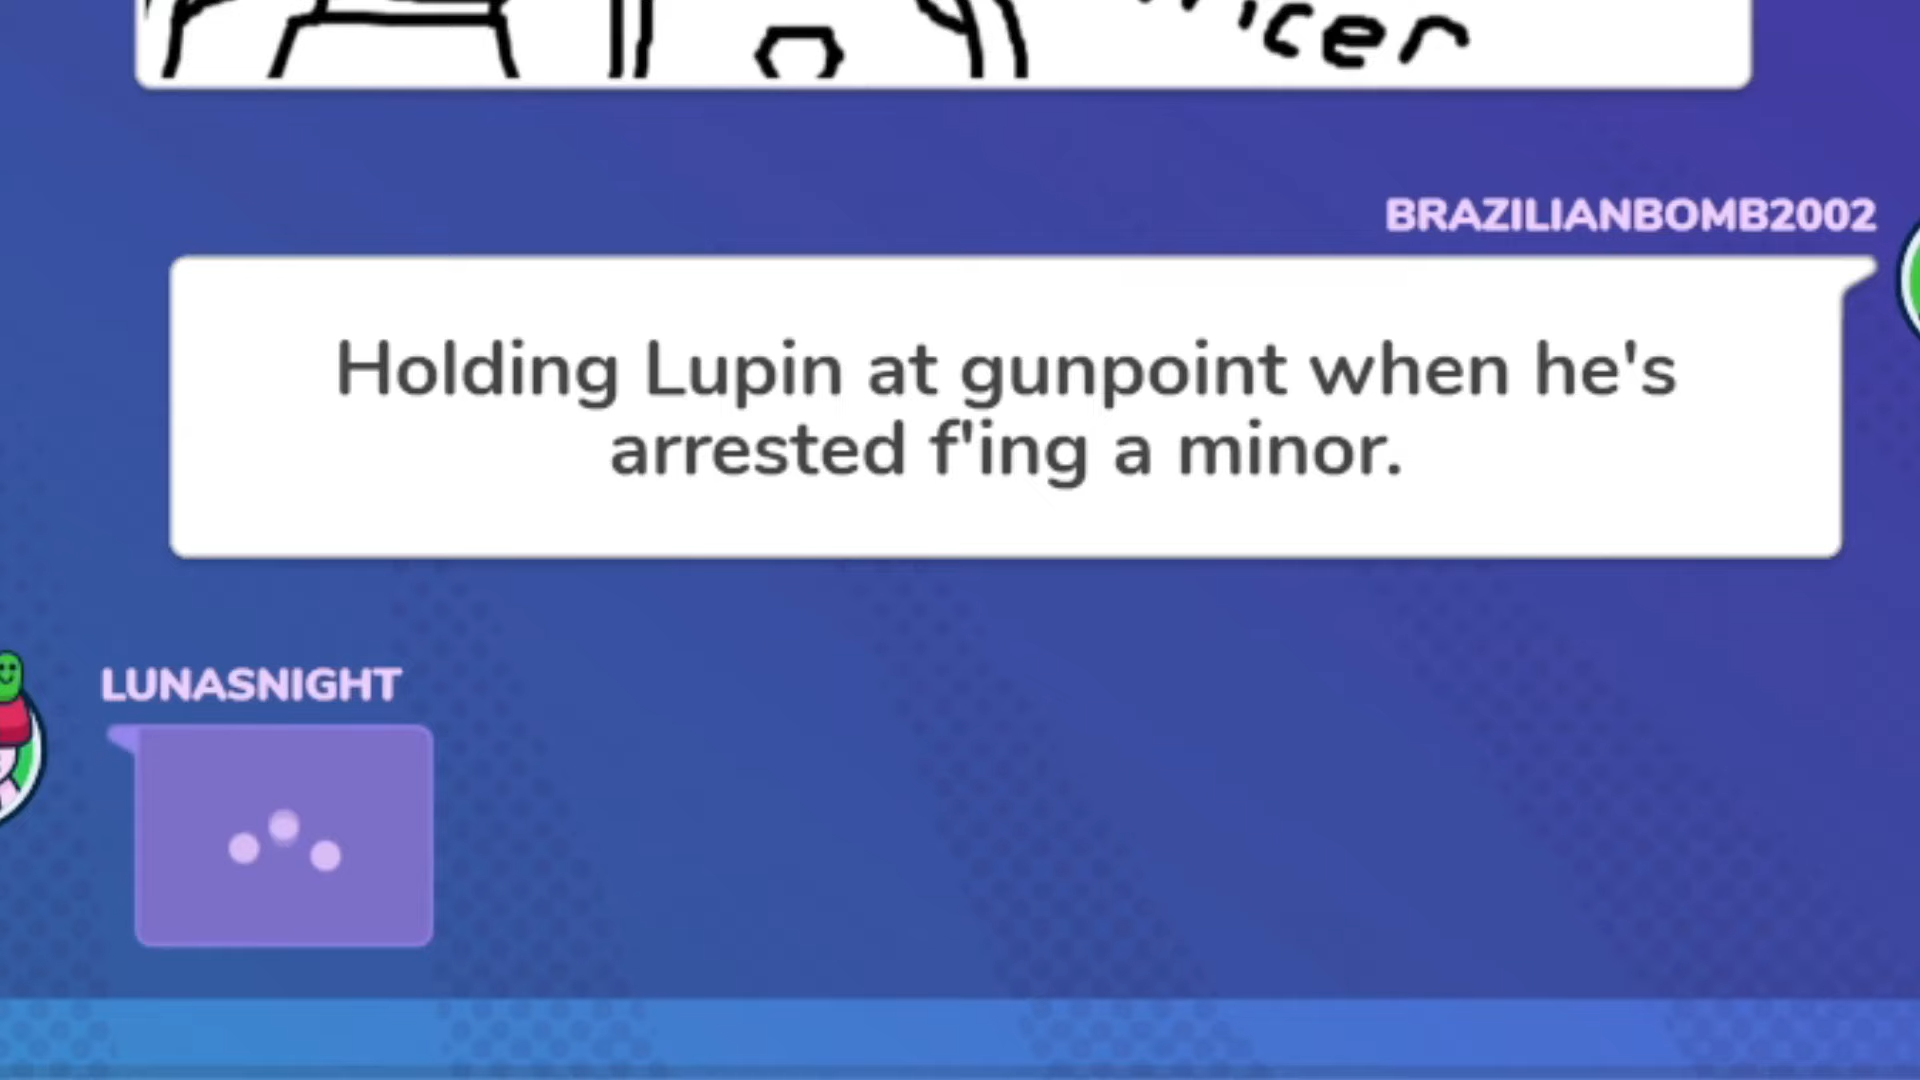 BRAZILIANBOMB2002
Holding Lupin at gunpoint when he's
arrested f'ing a minor.
LUNASNIGHT